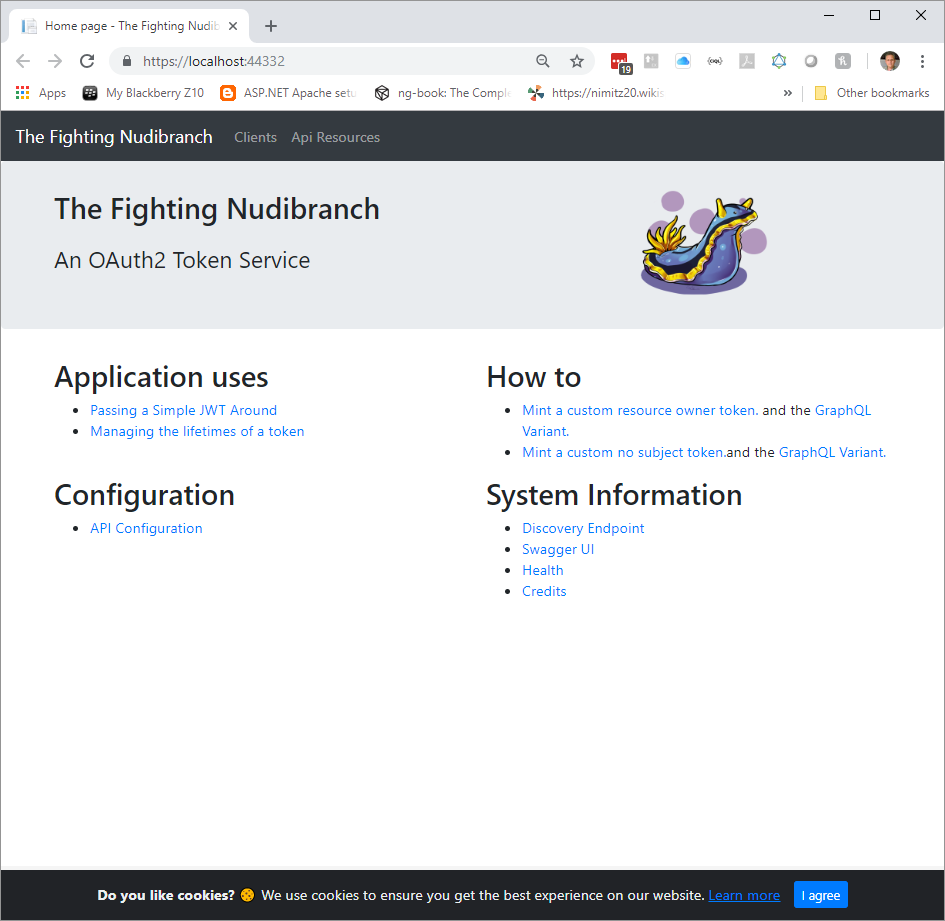 Home page - The Fighting Nudib
https://localhost:44332
19
Apps My Blackberry Z10 ASP.NET Apache setu ng-book: The Comple https://nimitz20.wikis » Other bookmarks
The Fighting Nudibranch Clients Api Resources
The Fighting Nudibranch
An OAuth2 Token Service
Application uses
Passing a Simple JWT Around
Managing the lifetimes of a token
How to
Mint a custom resource owner token. and the GraphQL
Variant.
Mint a custom no subject token.and the GraphQL Variant.
Configuration
API Configuration
System Information
Discovery Endpoint
Swagger UI
Health
Credits
Do you like cookies? 🍪 We use cookies to ensure you get the best experience on our website. Learn more I agree